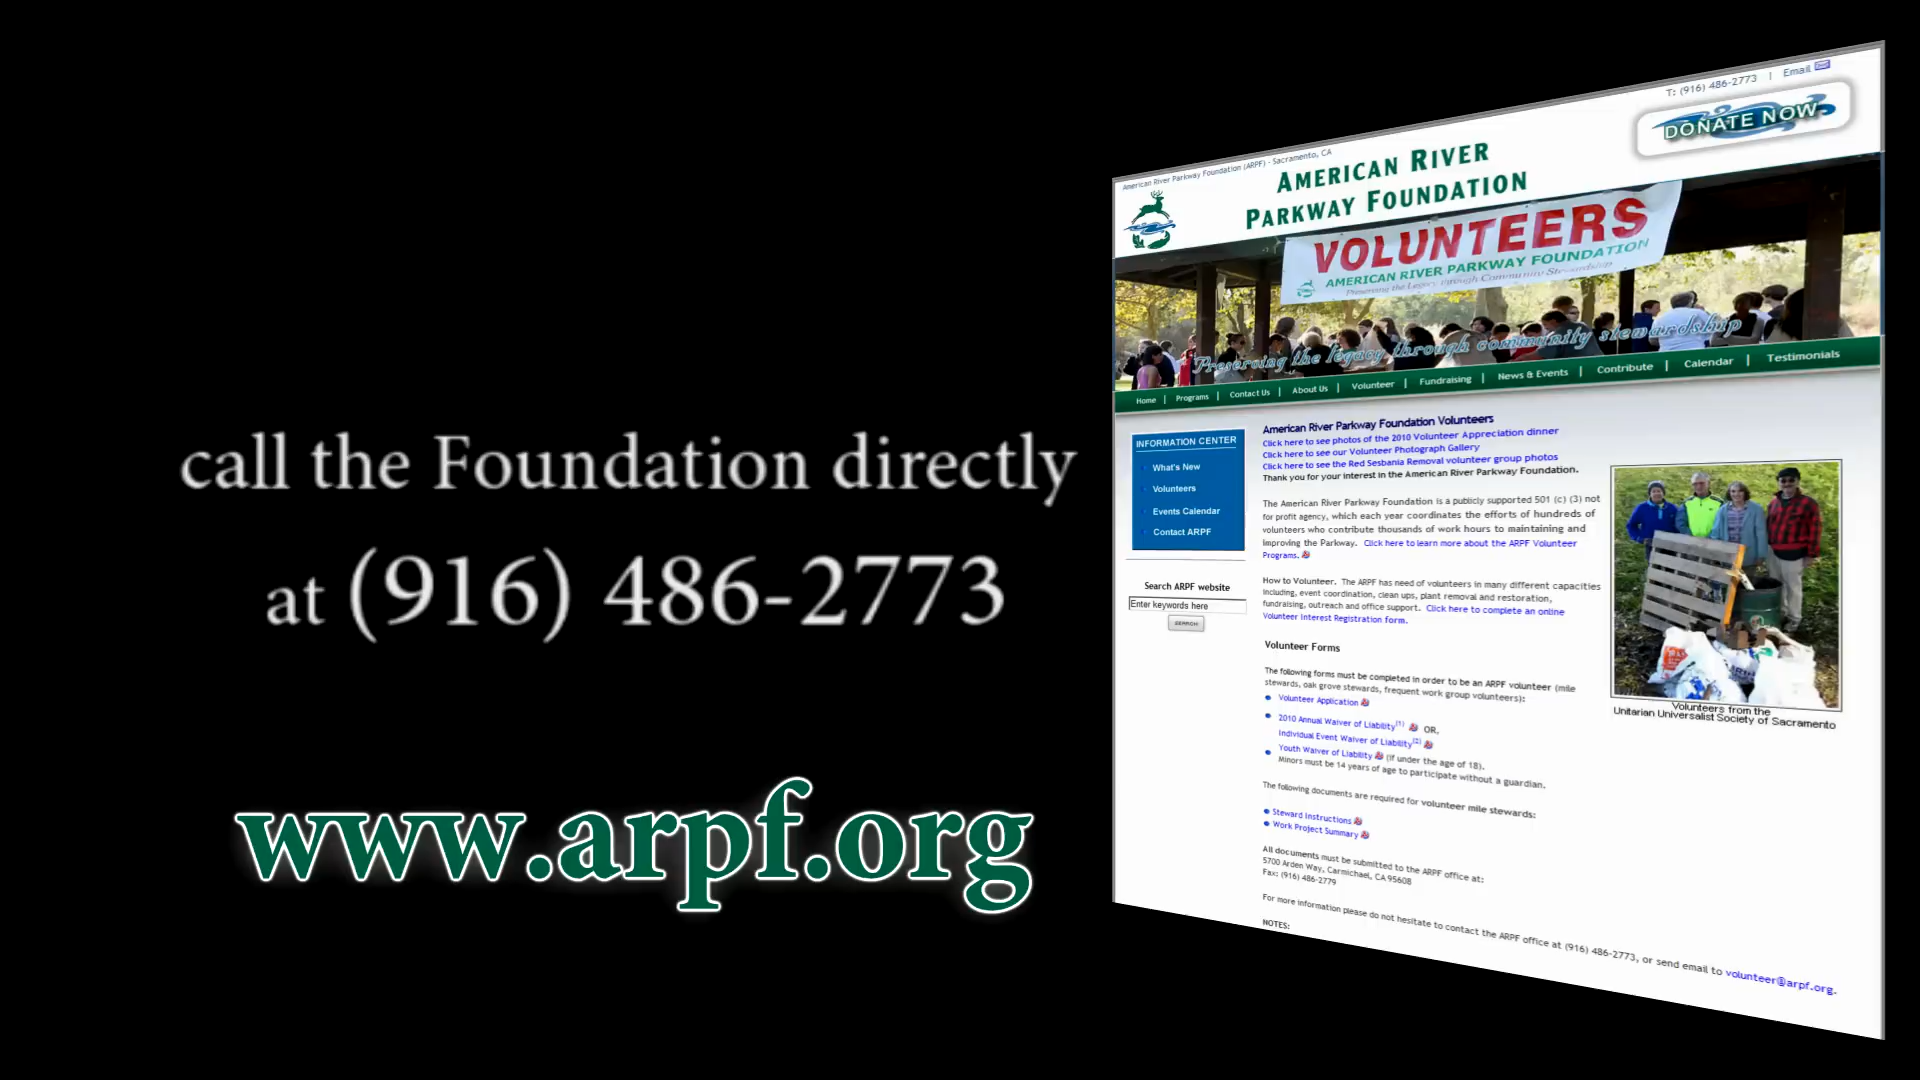 call the Foundation directly
at (916) 486-2773
www.arpf.org
T: (916) 486-2773 | Email
DONATE NOW
American River Parkway Foundation (ARPF) - Sacramento, CA
AMERICAN RIVER
PARKWAY FOUNDATION
VOLUNTEERS
AMERICAN RIVER PARKWAY FOUNDATION
Preserving the Legacy through Community Stewardship
Preserving the legacy through community stewardship
Home | Programs | Contact Us | About Us | Volunteer | Fundraising | News & Events | Contribute | Calendar | Testimonials
INFORMATION CENTER
What's New
Volunteers
Events Calendar
Contact ARPF
Search ARPF website
Enter keywords here
SEARCH
American River Parkway Foundation Volunteers
Click here to see photos of the 2010 Volunteer Appreciation dinner
Click here to see our Volunteer Photograph Gallery
Click here to see the Red Sesbania Removal volunteer group photos
Thank you for your interest in the American River Parkway Foundation.
The American River Parkway Foundation is a publicly supported 501 (c) (3) not
for profit agency, which each year coordinates the efforts of hundreds of
volunteers who contribute thousands of work hours to maintaining and
improving the Parkway. Click here to learn more about the ARPF Volunteer
Programs.
How to Volunteer. The ARPF has need of volunteers in many different capacities
including, event coordination, clean ups, plant removal and restoration,
fundraising, outreach and office support. Click here to complete an online
Volunteer Interest Registration form.
Volunteer Forms
The following forms must be completed in order to be an ARPF volunteer (mile
stewards, oak grove stewards, frequent work group volunteers):
Volunteer Application
2010 Annual Waiver of Liability(1) OR,
Individual Event Waiver of Liability(2)
Youth Waiver of Liability (if under the age of 18).
Minors must be 14 years of age to participate without a guardian.
The following documents are required for volunteer mile stewards:
Steward Instructions
Work Project Summary
All documents must be submitted to the ARPF office at:
5700 Arden Way, Carmichael, CA 95608
Fax: (916) 486-2779
For more information please do not hesitate to contact the ARPF office at (916) 486-2773, or send email to volunteer@arpf.org.
NOTES:
Volunteers from the
Unitarian Universalist Society of Sacramento